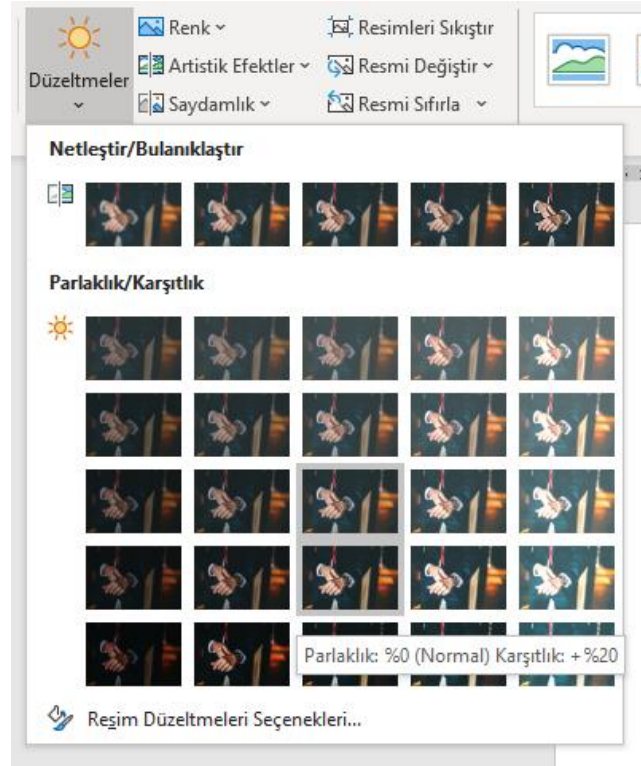 Renk
Resimleri Sıkıştır
Düzeltmeler
Artistik Efektler
Resmi Değiştir
Saydamlık
Resmi Sıfırla
Netleştir/Bulanıklaştır
Parlaklık/Karşıtlık
Parlaklık: %0 (Normal) Karşıtlık: +%20
Resim Düzeltmeleri Seçenekleri...